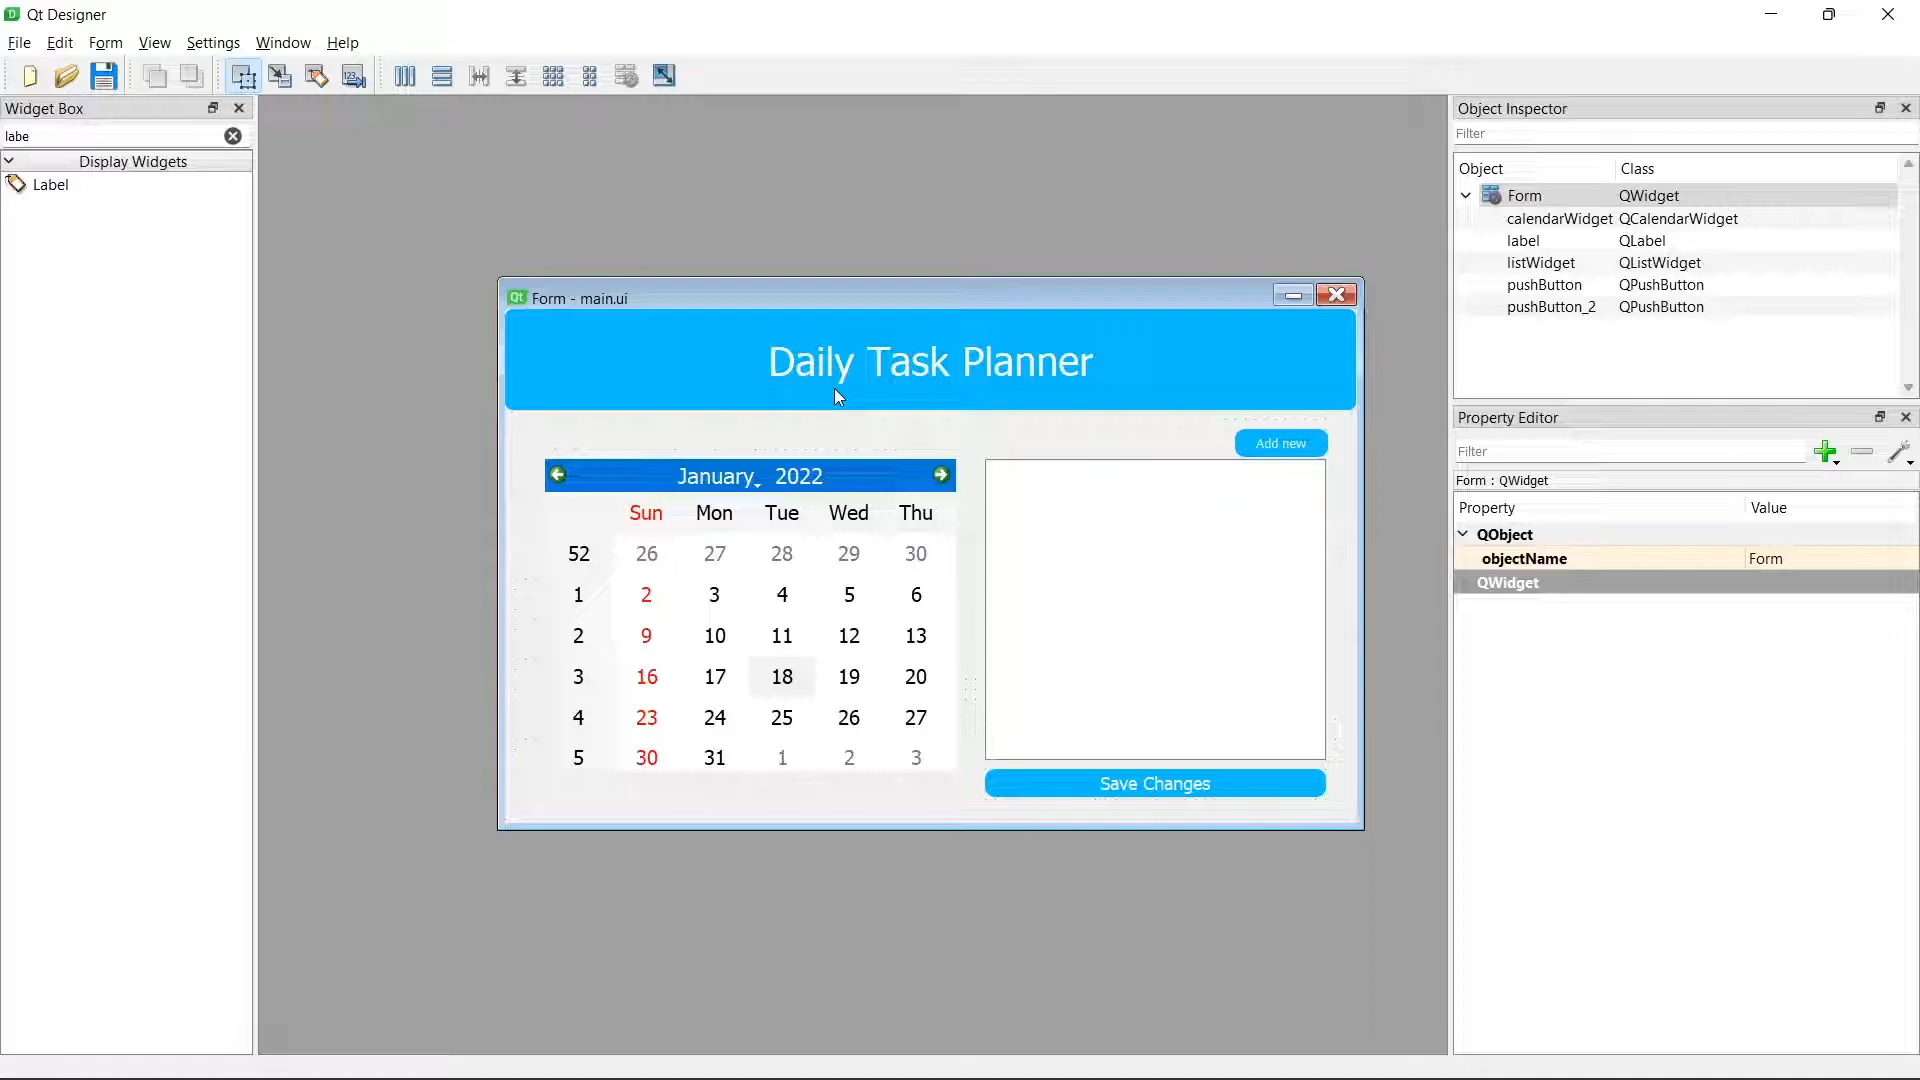 Qt Designer
File Edit Form View Settings Window Help
Widget Box
labe
Display Widgets
Label
Qt Form - main.ui
Daily Task Planner
Add new
January 2022
Sun Mon Tue Wed Thu
52 26 27 28 29 30
1 2 3 4 5 6
2 9 10 11 12 13
3 16 17 18 19 20
4 23 24 25 26 27
5 30 31 1 2 3
Save Changes
Object Inspector
Filter
Object Class
Form QWidget
calendarWidget QCalendarWidget
label QLabel
listWidget QListWidget
pushButton QPushButton
pushButton_2 QPushButton
Property Editor
Filter
Form : QWidget
Property Value
QObject
objectName Form
QWidget